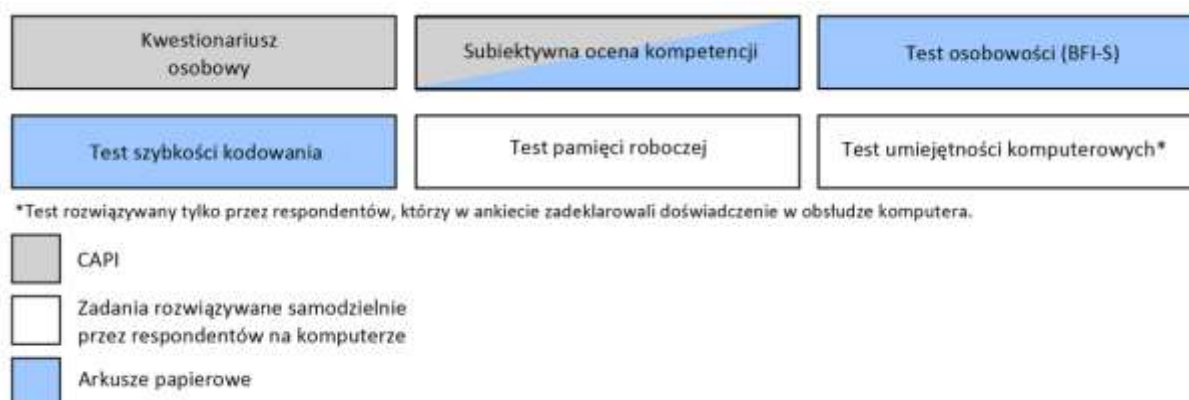 Kwestionariusz
osobowy
Subiektywna ocena kompetencji
Test osobowości (BFI-S)
Test szybkości kodowania
Test pamięci roboczej
Test umiejętności komputerowych*
*Test rozwiązywany tylko przez respondentów, którzy w ankiecie zadeklarowali doświadczenie w obsłudze komputera.
CAPI
Zadania rozwiązywane samodzielnie
przez respondentów na komputerze
Arkusze papierowe